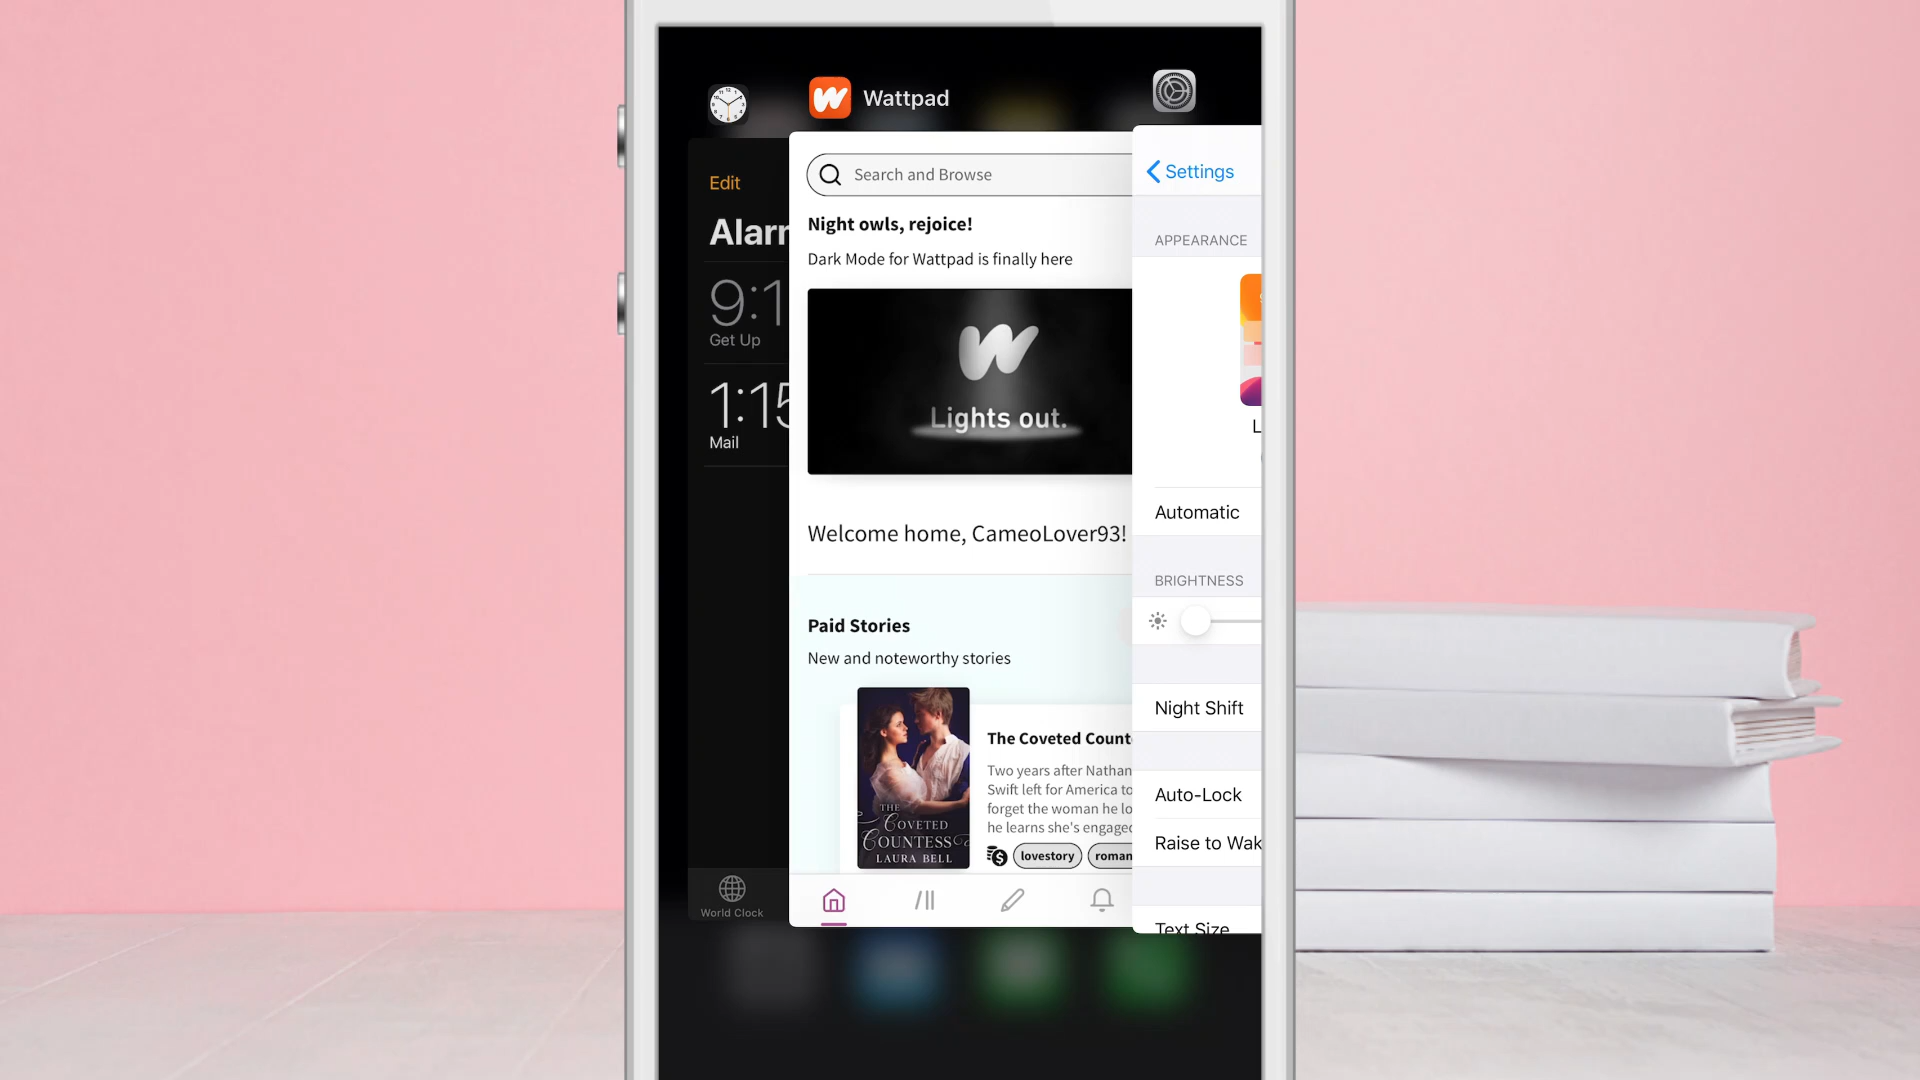 Wattpad
Edit
Alarr
9:1
Get Up
1:15
Mail
World Clock
Search and Browse
Night owls, rejoice!
Dark Mode for Wattpad is finally here
Lights out.
Welcome home, CameoLover93!
Paid Stories
New and noteworthy stories
THE
COVETED
COUNTESS
LAURA BELL
The Coveted Count
Two years after Nathan
Swift left for America to
forget the woman he lo
he learns she's engaged
lovestory
roman
Settings
APPEARANCE
L
Automatic
BRIGHTNESS
Night Shift
Auto-Lock
Raise to Wak
Text Size